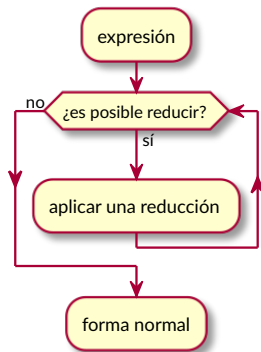 expresión
no
¿es posible reducir?
sí
aplicar una reducción
forma normal